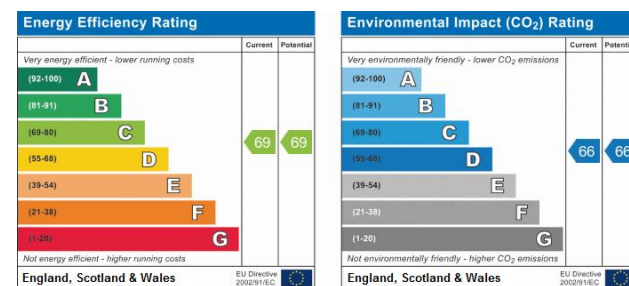 Energy Efficiency Rating
Current Potential
Very energy efficient - lower running costs
(92-100) A
(81-91) B
(69-80) C
(55-68) D
(39-54) E
(21-38) F
(1-20) G
69 69
Not energy efficient - higher running costs
England, Scotland & Wales
EU Directive
2002/91/EC
Environmental Impact (CO₂) Rating
Current Potential
Very environmentally friendly - lower CO₂ emissions
(92-100) A
(81-91) B
(69-80) C
(55-68) D
(39-54) E
(21-38) F
(1-20) G
66 66
Not environmentally friendly - higher CO₂ emissions
England, Scotland & Wales
EU Directive
2002/91/EC